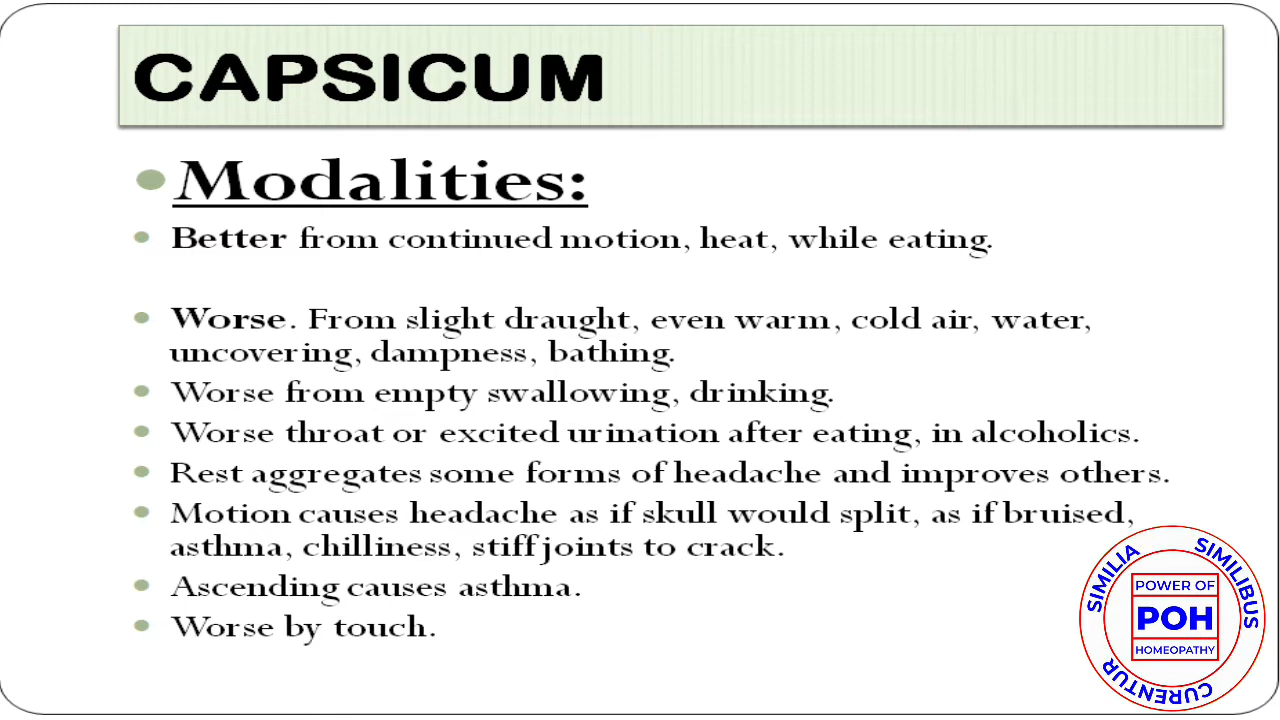 CAPSICUM
Modalities:
Better from continued motion, heat, while eating.
Worse. From slight draught, even warm, cold air, water,
uncovering, dampness, bathing.
Worse from empty swallowing, drinking.
Worse throat or excited urination after eating, in alcoholics.
Rest aggregates some forms of headache and improves others.
Motion causes headache as if skull would split, as if bruised,
asthma, chilliness, stiff joints to crack.
Ascending causes asthma.
Worse by touch.
SIMILIA SIMILIBUS CURENTUR
POWER OF
POH
HOMEOPATHY